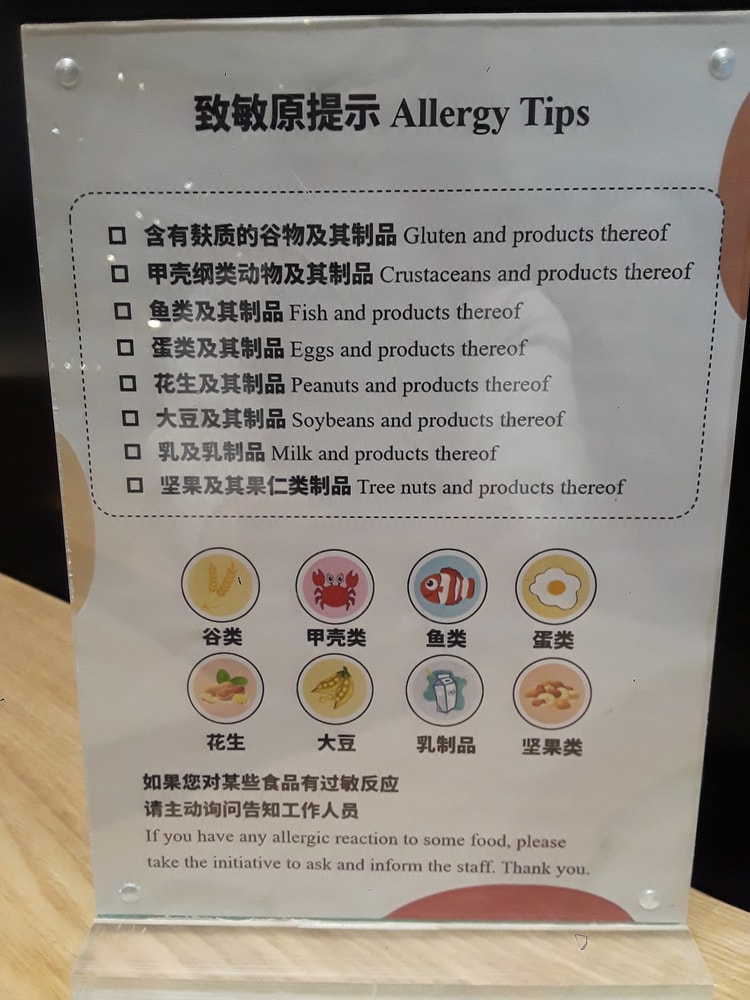 致敏原提示 Allergy Tips
含有麸质的谷物及其制品 Gluten and products thereof
甲壳纲类动物及其制品 Crustaceans and products thereof
鱼类及其制品 Fish and products thereof
蛋类及其制品 Eggs and products thereof
花生及其制品 Peanuts and products thereof
大豆及其制品 Soybeans and products thereof
乳及乳制品 Milk and products thereof
坚果及其果仁类制品 Tree nuts and products thereof
谷类 甲壳类 鱼类 蛋类
花生 大豆 乳制品 坚果类
如果您对某些食品有过敏反应
请主动询问告知工作人员
If you have any allergic reaction to some food, please
take the initiative to ask and inform the staff. Thank you.